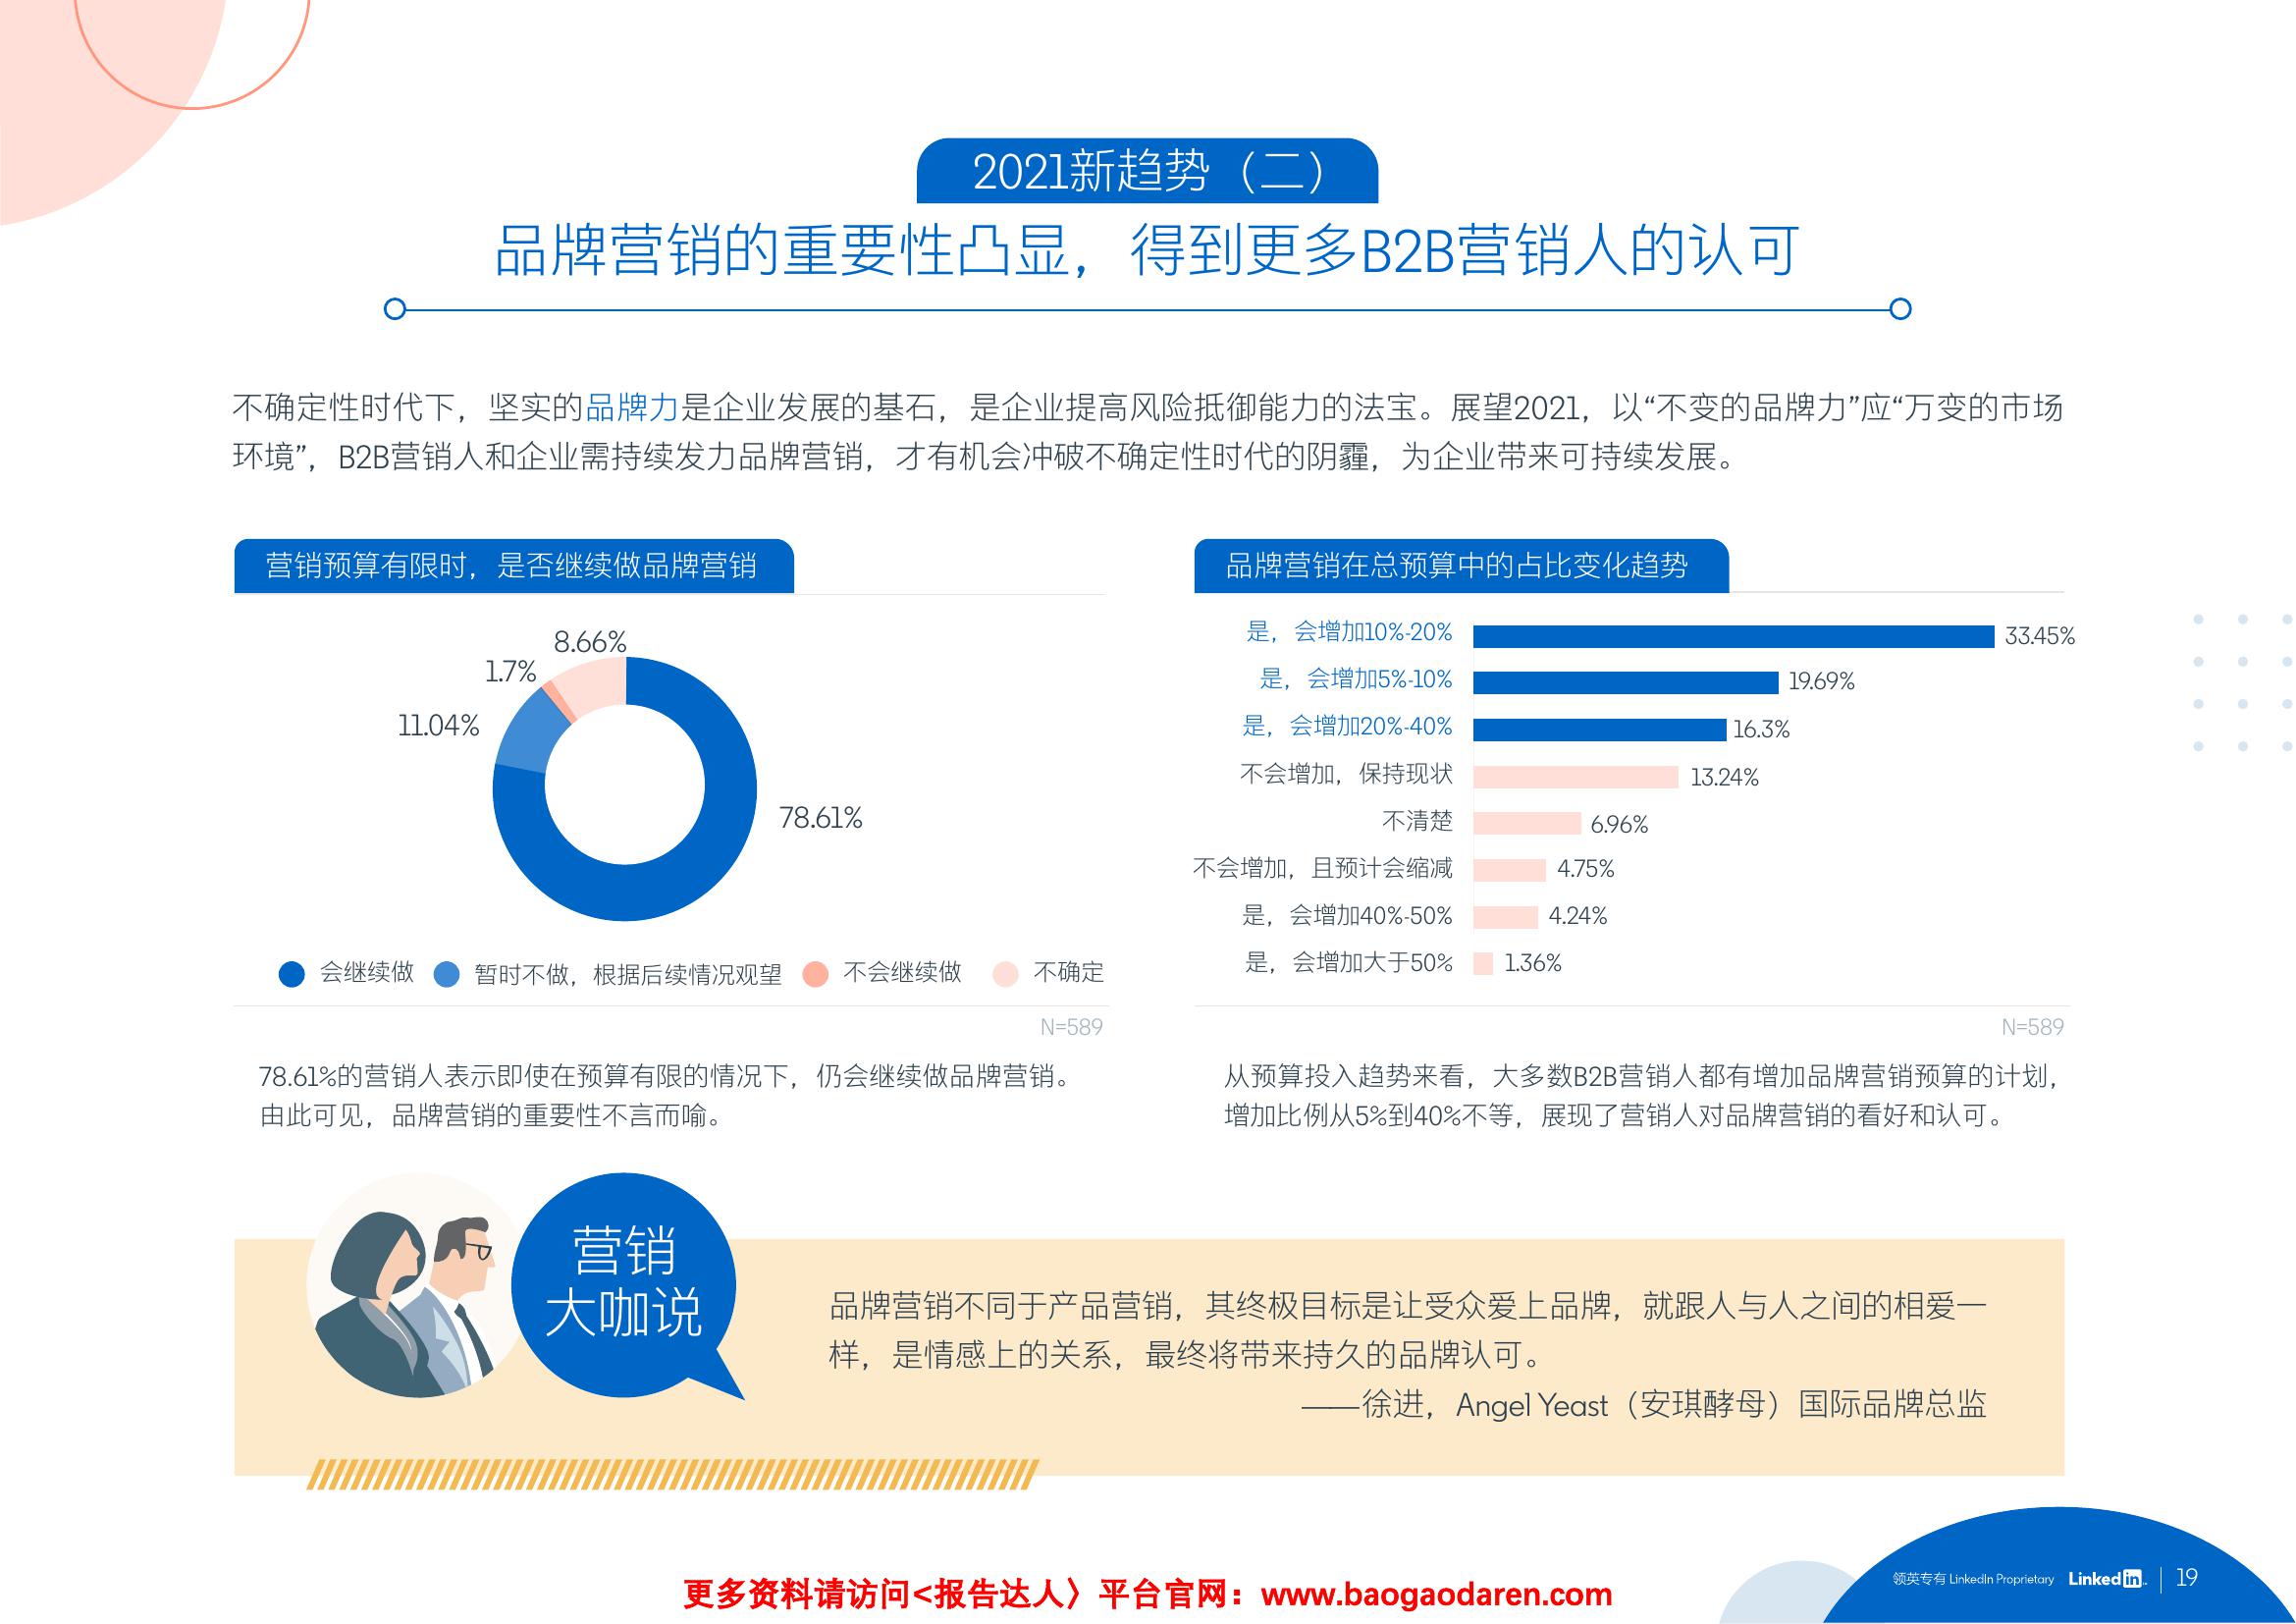 2021新趋势（二）
品牌营销的重要性凸显，得到更多B2B营销人的认可
不确定性时代下，坚实的品牌力是企业发展的基石，是企业提高风险抵御能力的法宝。展望2021，以“不变的品牌力”应“万变的市场
环境”，B2B营销人和企业需持续发力品牌营销，才有机会冲破不确定性时代的阴霾，为企业带来可持续发展。
营销预算有限时，是否继续做品牌营销
8.66%
1.7%
11.04%
78.61%
会继续做 暂时不做，根据后续情况观望 不会继续做 不确定
N=589
78.61%的营销人表示即使在预算有限的情况下，仍会继续做品牌营销。
由此可见，品牌营销的重要性不言而喻。
品牌营销在总预算中的占比变化趋势
是，会增加10%-20% 33.45%
是，会增加5%-10% 19.69%
是，会增加20%-40% 16.3%
不会增加，保持现状 13.24%
不清楚 6.96%
不会增加，且预计会缩减 4.75%
是，会增加40%-50% 4.24%
是，会增加大于50% 1.36%
N=589
从预算投入趋势来看，大多数B2B营销人都有增加品牌营销预算的计划，
增加比例从5%到40%不等，展现了营销人对品牌营销的看好和认可。
营销
大咖说
品牌营销不同于产品营销，其终极目标是让受众爱上品牌，就跟人与人之间的相爱一
样，是情感上的关系，最终将带来持久的品牌认可。
——徐进，Angel Yeast（安琪酵母）国际品牌总监
更多资料请访问<报告达人〉平台官网：www.baogaodaren.com
领英专有 LinkedIn Proprietary LinkedIn 19